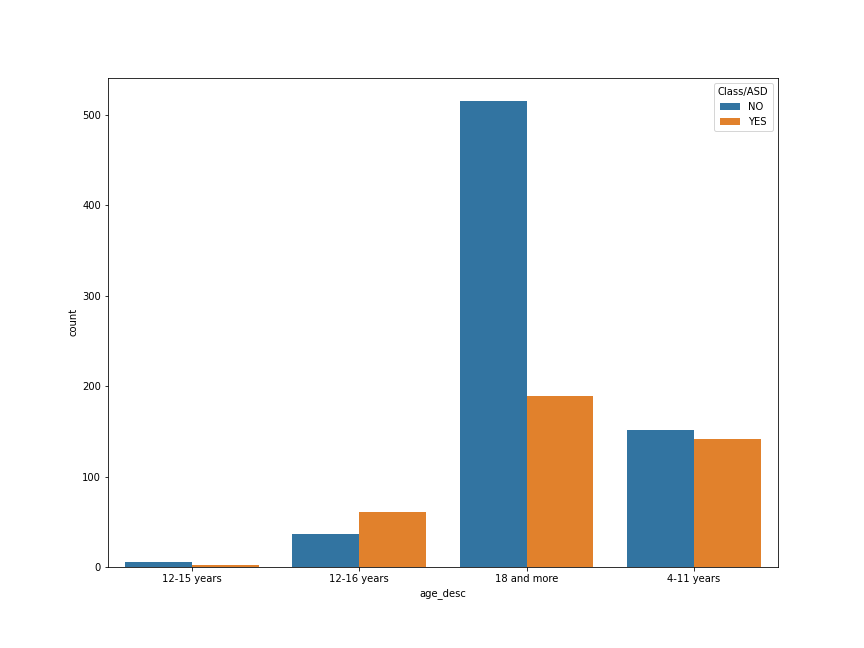 Class/ASD
NO
YES
500
400
300
200
100
0
count
12-15 years
12-16 years
18 and more
4-11 years
age_desc